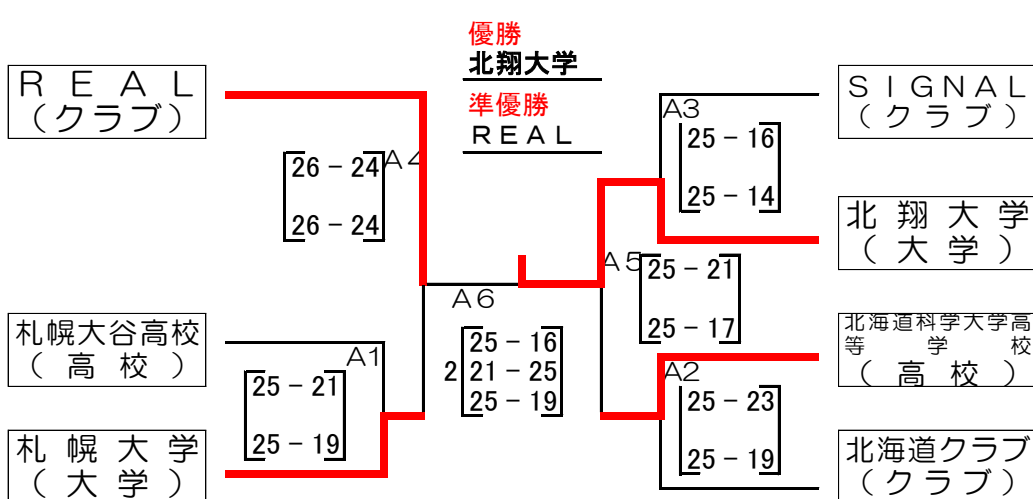 優勝
北翔大学
準優勝
ＲＥＡＬ
ＲＥＡＬ
（クラブ）
A4
26－24
26－24
札幌大谷高校
（高校）
A1
25－21
25－19
札幌大学
（大学）
A6
25－16
2 21－25
25－19
A3
25－16
25－14
A5
25－21
25－17
A2
25－23
25－19
ＳＩＧＮＡＬ
（クラブ）
北翔大学
（大学）
北海道科学大学高
等学校
（高校）
北海道クラブ
（クラブ）